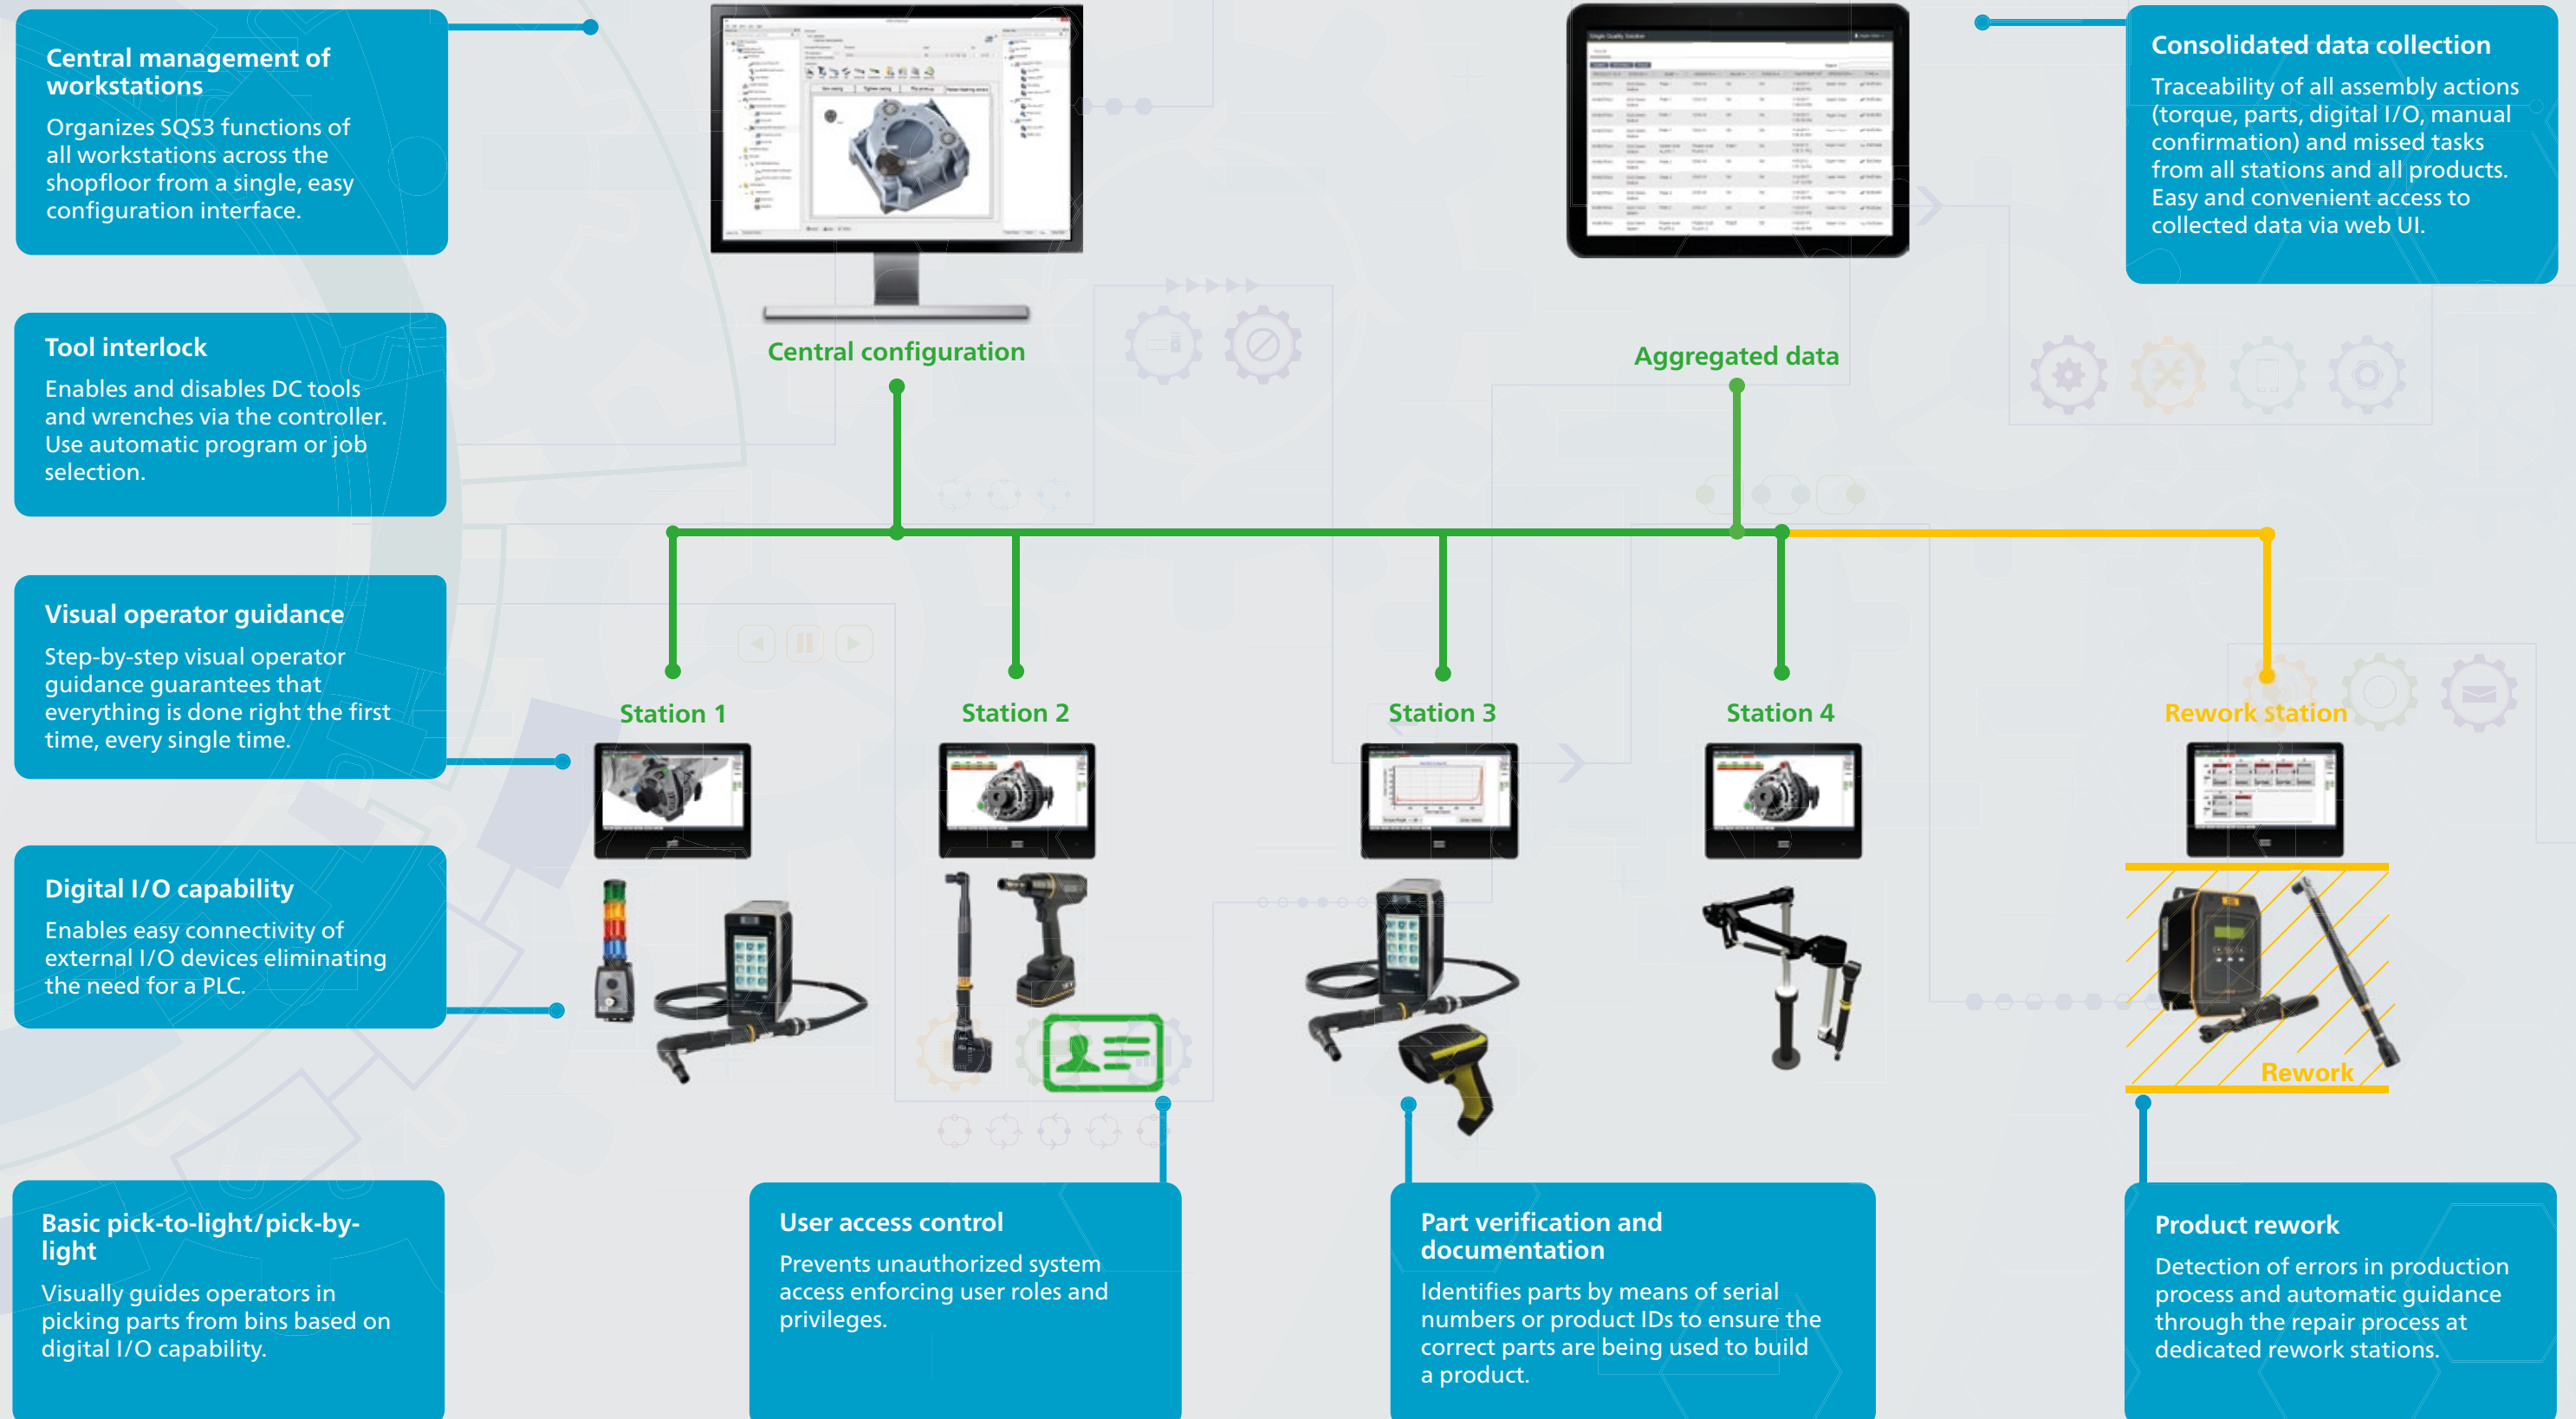 Central management of
workstations
Organizes SQS3 functions of
all workstations across the
shopfloor from a single, easy
configuration interface.
Consolidated data collection
Traceability of all assembly actions
(torque, parts, digital I/O, manual
confirmation) and missed tasks
from all stations and all products.
Easy and convenient access to
collected data via web UI.
Central configuration
Aggregated data
Tool interlock
Enables and disables DC tools
and wrenches via the controller.
Use automatic program or job
selection.
Visual operator guidance
Step-by-step visual operator
guidance guarantees that
everything is done right the first
time, every single time.
Station 1
Station 2
Station 3
Station 4
Rework station
Digital I/O capability
Enables easy connectivity of
external I/O devices eliminating
the need for a PLC.
Rework
Basic pick-to-light/pick-by-
light
Visually guides operators in
picking parts from bins based on
digital I/O capability.
User access control
Prevents unauthorized system
access enforcing user roles and
privileges.
Part verification and
documentation
Identifies parts by means of serial
numbers or product IDs to ensure the
correct parts are being used to build
a product.
Product rework
Detection of errors in production
process and automatic guidance
through the repair process at
dedicated rework stations.